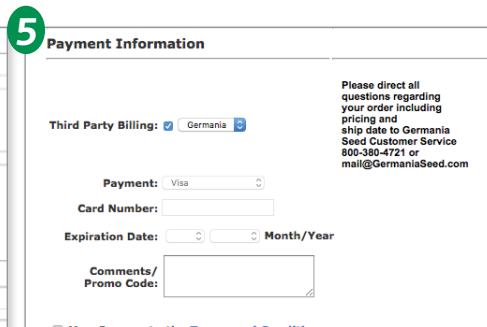 5
Payment Information
Please direct all
questions regarding
your order including
pricing and
ship date to Germania
Seed Customer Service
800-380-4721 or
mail@GermaniaSeed.com
Third Party Billing: Germania
Payment: Visa
Card Number:
Expiration Date: Month/Year
Comments/
Promo Code: